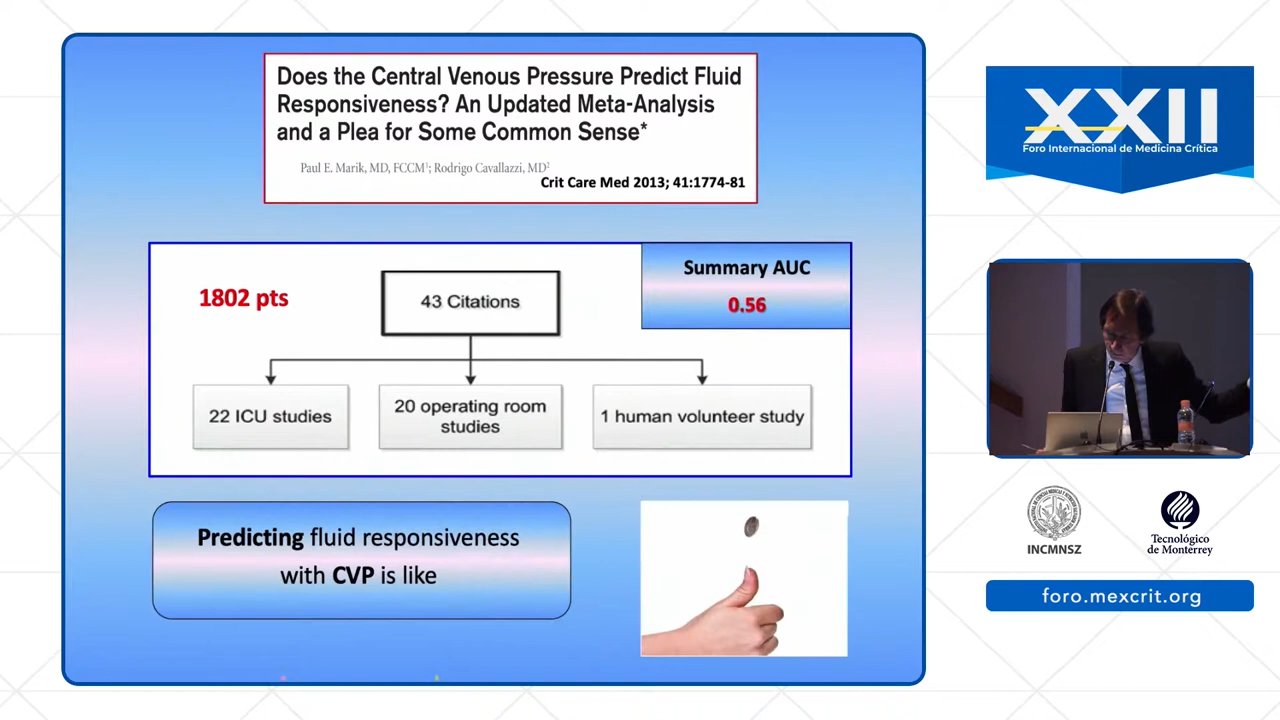 Does the Central Venous Pressure Predict Fluid
Responsiveness? An Updated Meta-Analysis
and a Plea for Some Common Sense*
Paul E. Marik, MD, FCCM¹; Rodrigo Cavallazzi, MD²
Crit Care Med 2013; 41:1774-81
1802 pts
43 Citations
Summary AUC
0.56
22 ICU studies
20 operating room
studies
1 human volunteer study
Predicting fluid responsiveness
with CVP is like
XXII
Foro Internacional de Medicina Crítica
INCMNSZ
Tecnológico
de Monterrey
foro.mexcrit.org